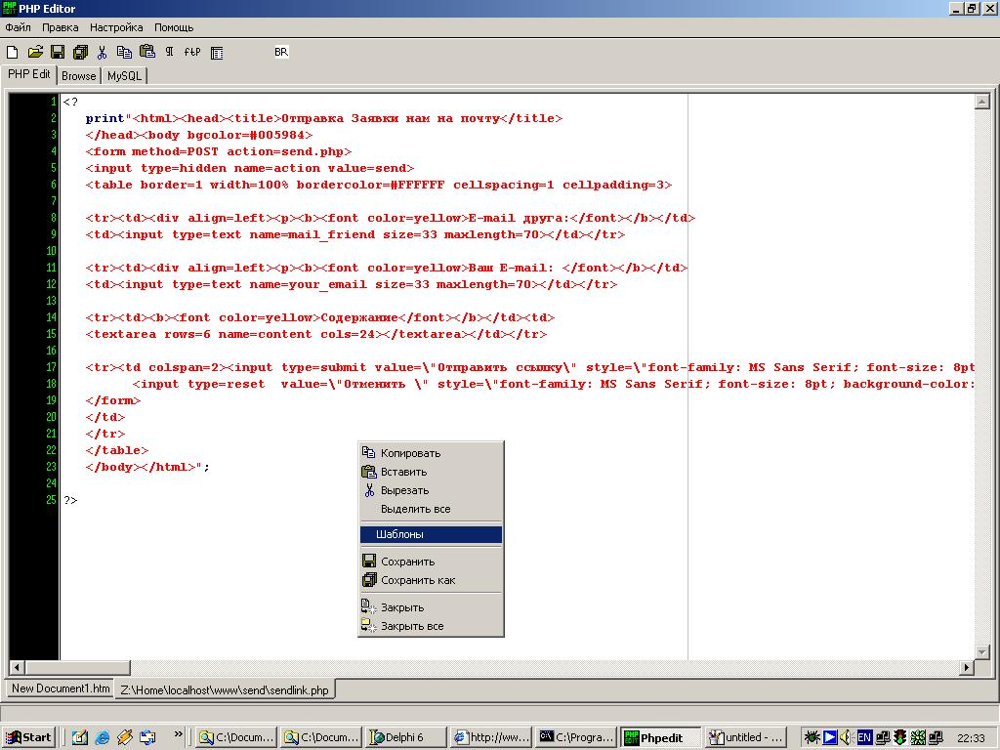 PHP Editor
Файл Правка Настройка Помощь
¶ ftP BR
PHP Edit Browse MySQL
1 <?
2 print"<html><head><title>Отправка Заявки нам на почту</title>
3 </head><body bgcolor=#005984>
4 <form method=POST action=send.php>
5 <input type=hidden name=action value=send>
6 <table border=1 width=100% bordercolor=#FFFFFF cellspacing=1 cellpadding=3>
7
8 <tr><td><div align=left><p><b><font color=yellow>E-mail друга:</font></b></td>
9 <td><input type=text name=mail_friend size=33 maxlength=70></td></tr>
10
11 <tr><td><div align=left><p><b><font color=yellow>Ваш E-mail: </font></b></td>
12 <td><input type=text name=your_email size=33 maxlength=70></td></tr>
13
14 <tr><td><b><font color=yellow>Содержание</font></b></td><td>
15 <textarea rows=6 name=content cols=24></textarea></td></tr>
16
17 <tr><td colspan=2><input type=submit value=\"Отправить ссылку\" style=\"font-family: MS Sans Serif; font-size: 8pt
18 <input type=reset  value=\"Отменить \" style=\"font-family: MS Sans Serif; font-size: 8pt; background-color:
19 </form>
20 </td>
21 </tr>
22 </table>
23 </body></html>";
24
25 ?>
Копировать
Вставить
Вырезать
Выделить все
Шаблоны
Сохранить
Сохранить как
Закрыть
Закрыть все
New Document1.htm Z:\Home\localhost\www\send\sendlink.php
Start » C:\Docum... C:\Docum... Delphi 6 http://ww... C:\Progra... Phpedit untitled - ... EN 22:33